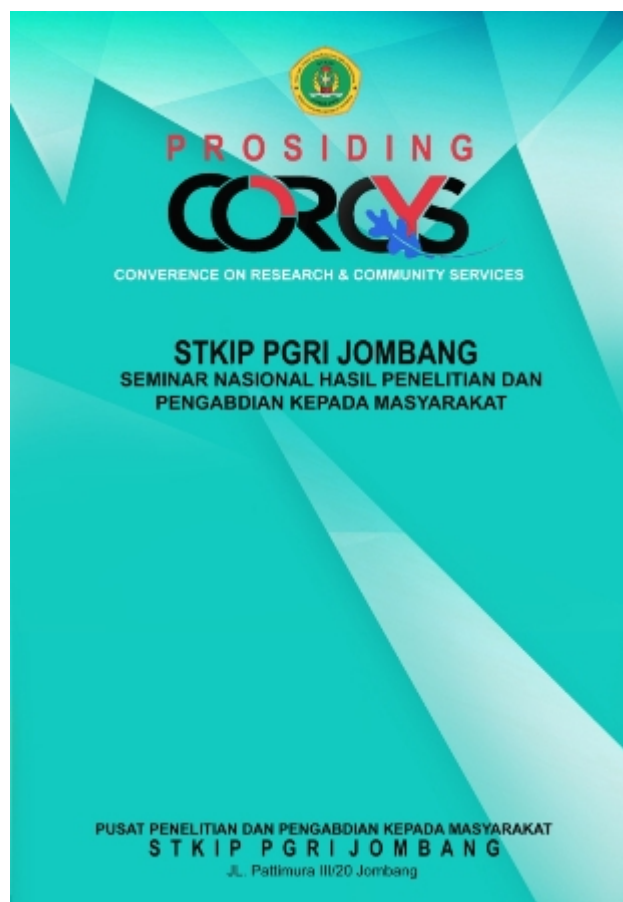 PROSIDING
CORCYS
CONVERENCE ON RESEARCH & COMMUNITY SERVICES
STKIP PGRI JOMBANG
SEMINAR NASIONAL HASIL PENELITIAN DAN
PENGABDIAN KEPADA MASYARAKAT
PUSAT PENELITIAN DAN PENGABDIAN KEPADA MASYARAKAT
STKIP PGRI JOMBANG
JL. Pattimura III/20 Jombang